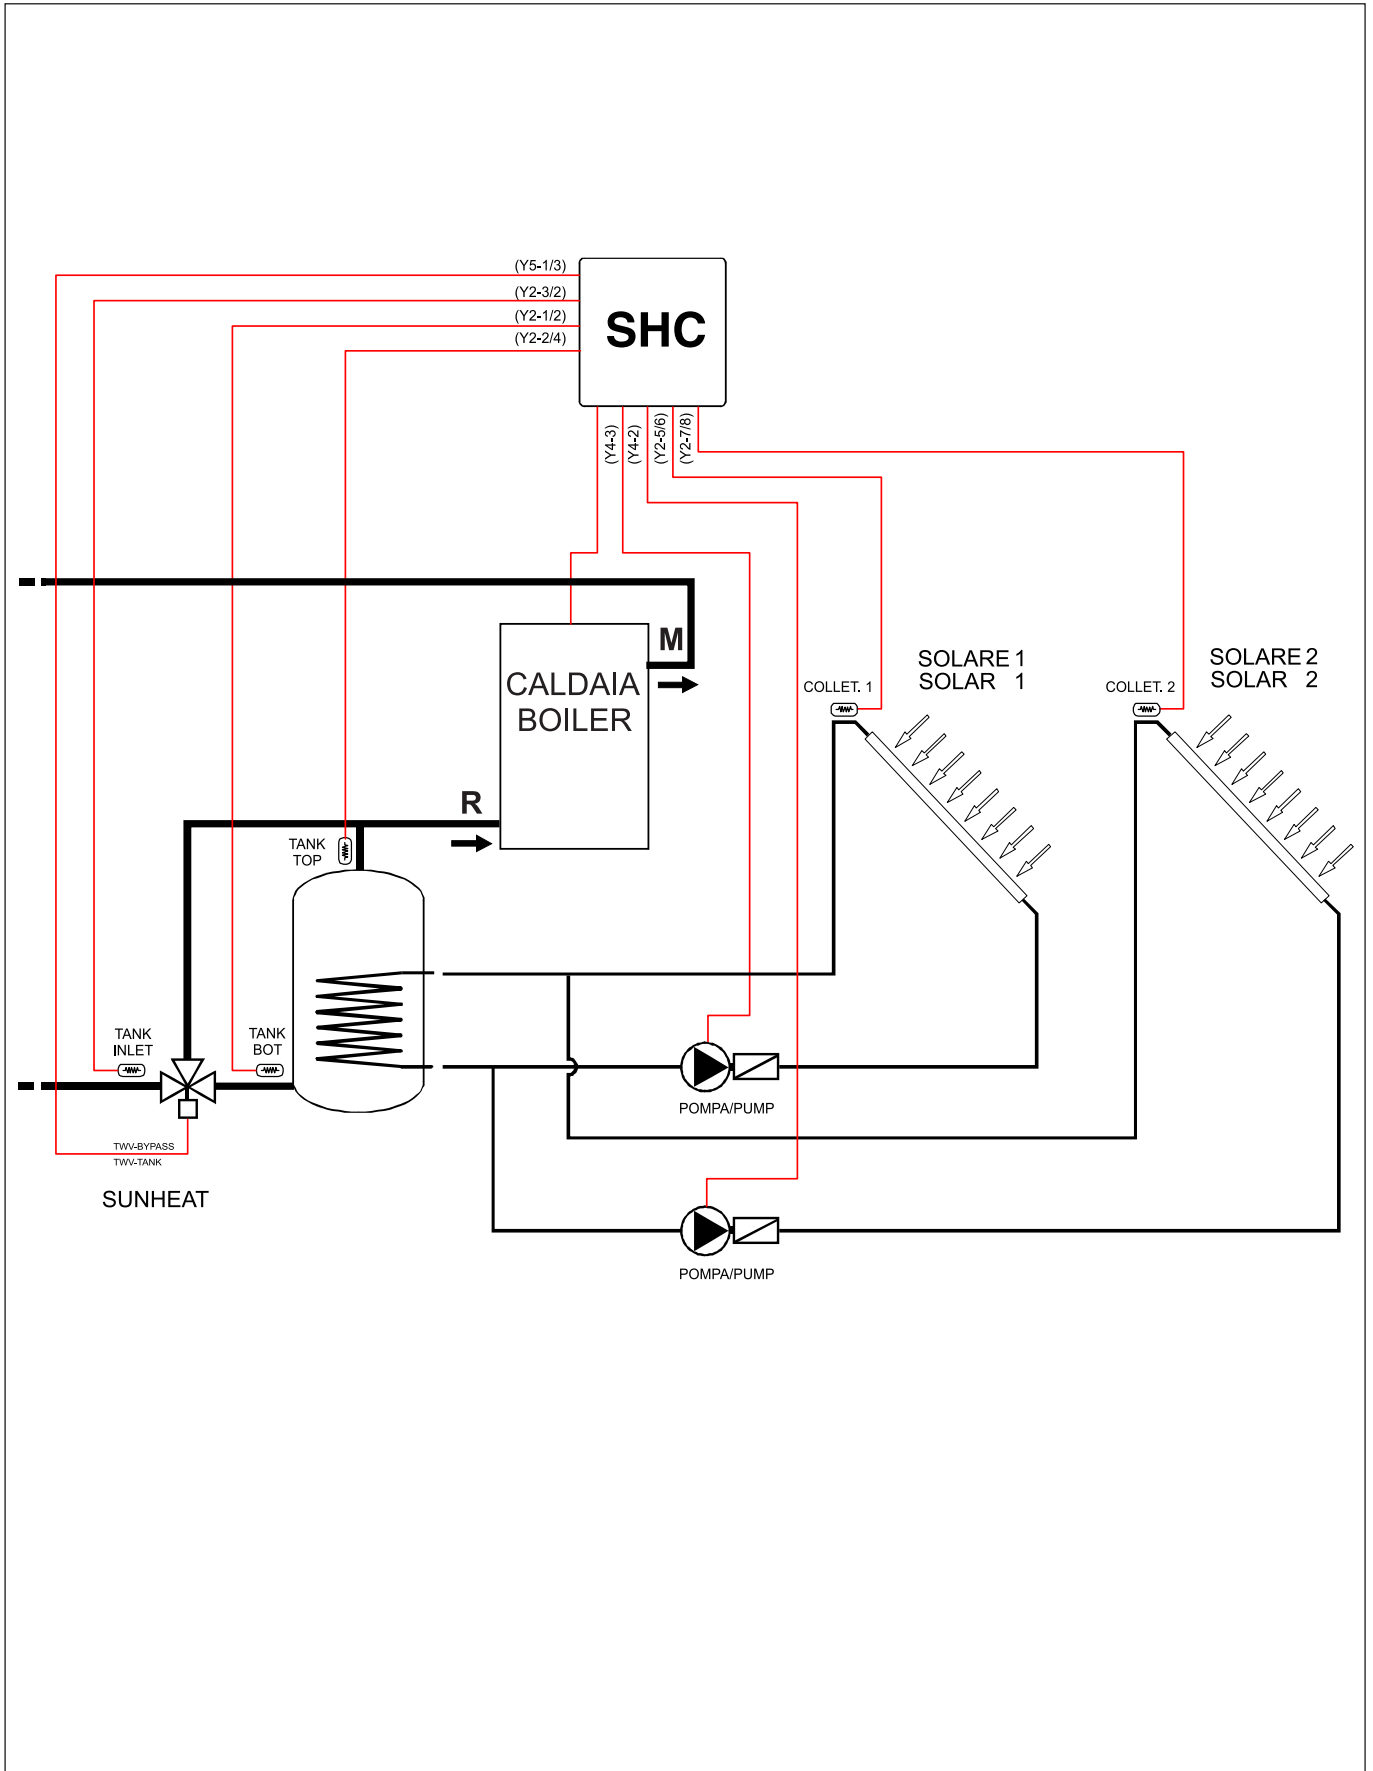 (Y5-1/3)
(Y2-3/2)
(Y2-1/2)
(Y2-2/4)
SHC
(Y4-3)
(Y4-2)
(Y2-5/6)
(Y2-7/8)
M
CALDAIA
BOILER
R
SOLARE 1
SOLAR 1
COLLET. 1
SOLARE 2
SOLAR 2
COLLET. 2
TANK
TOP
TANK
INLET
TANK
BOT
TWV-BYPASS
TWV-TANK
SUNHEAT
POMPA/PUMP
POMPA/PUMP